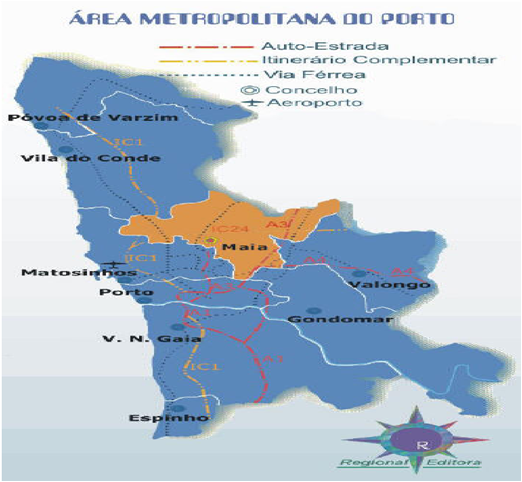 ÁREA METROPOLITANA DO PORTO
Auto-Estrada
Itinerário Complementar
Via Férrea
Concelho
Aeroporto
Póvoa de Varzim
IC1
Vila do Conde
IC24
A3
Maia
IC1
Matosinhos
A4
Valongo
Porto
A1
Gondomar
V. N. Gaia
A1
IC1
Espinho
R
Regional Editora